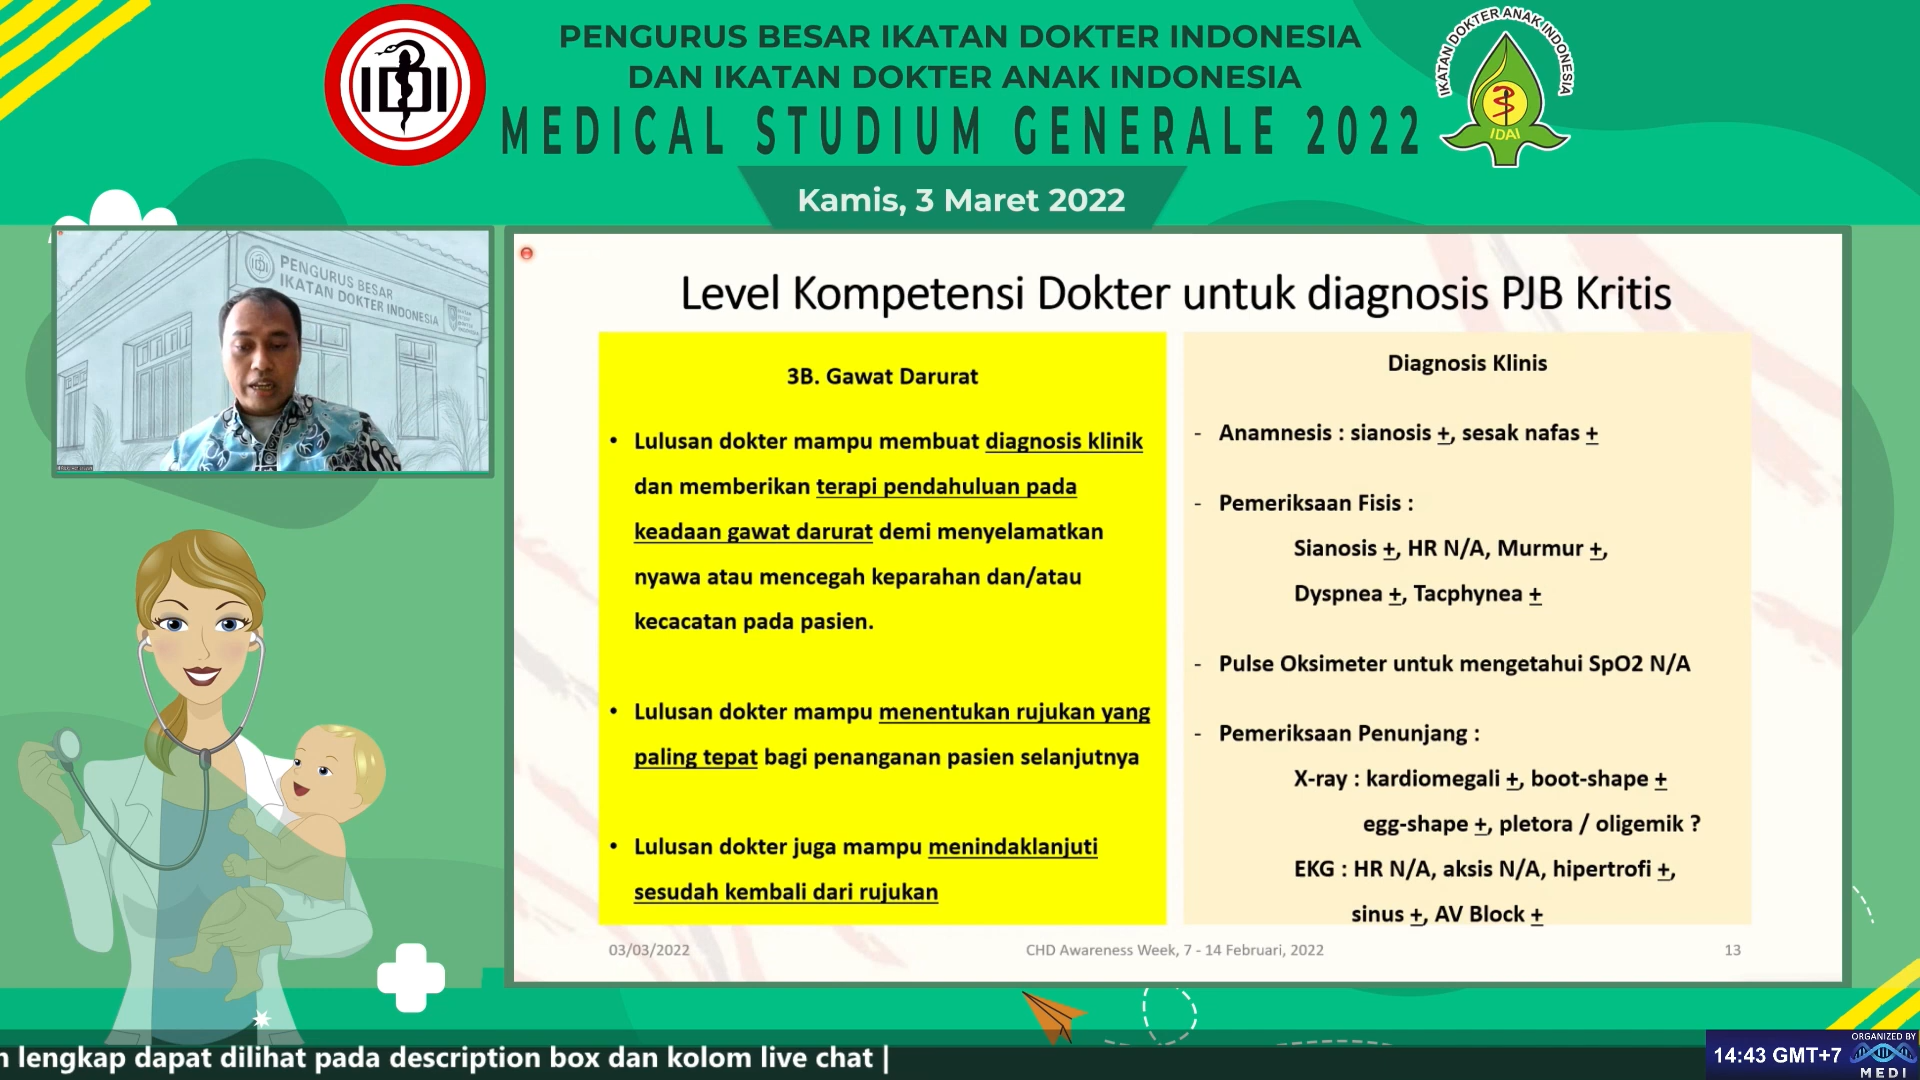 PENGURUS BESAR IKATAN DOKTER INDONESIA
DAN IKATAN DOKTER ANAK INDONESIA
MEDICAL STUDIUM GENERALE 2022
Kamis, 3 Maret 2022
IDI
IKATAN DOKTER ANAK INDONESIA
IDAI
IDI
PENGURUS BESAR
IKATAN DOKTER INDONESIA
Level Kompetensi Dokter untuk diagnosis PJB Kritis
3B. Gawat Darurat
• Lulusan dokter mampu membuat diagnosis klinik
dan memberikan terapi pendahuluan pada
keadaan gawat darurat demi menyelamatkan
nyawa atau mencegah keparahan dan/atau
kecacatan pada pasien.
• Lulusan dokter mampu menentukan rujukan yang
paling tepat bagi penanganan pasien selanjutnya
• Lulusan dokter juga mampu menindaklanjuti
sesudah kembali dari rujukan
Diagnosis Klinis
- Anamnesis : sianosis +, sesak nafas +
- Pemeriksaan Fisis :
Sianosis +, HR N/A, Murmur +,
Dyspnea +, Tacphynea +
- Pulse Oksimeter untuk mengetahui SpO2 N/A
- Pemeriksaan Penunjang :
X-ray : kardiomegali +, boot-shape +
egg-shape +, pletora / oligemik ?
EKG : HR N/A, aksis N/A, hipertrofi +,
sinus +, AV Block +
03/03/2022
CHD Awareness Week, 7 - 14 Februari, 2022
13
lengkap dapat dilihat pada description box dan kolom live chat |
14:43 GMT+7
ORGANIZED BY
MEDI